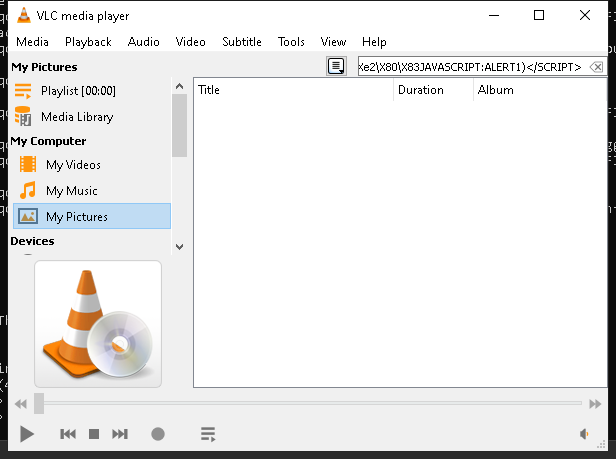 VLC media player
Media Playback Audio Video Subtitle Tools View Help
My Pictures
Xe2\X80\X83JAVASCRIPT:ALERT1)</SCRIPT>
Playlist [00:00]
Media Library
My Computer
My Videos
My Music
My Pictures
Devices
Title Duration Album